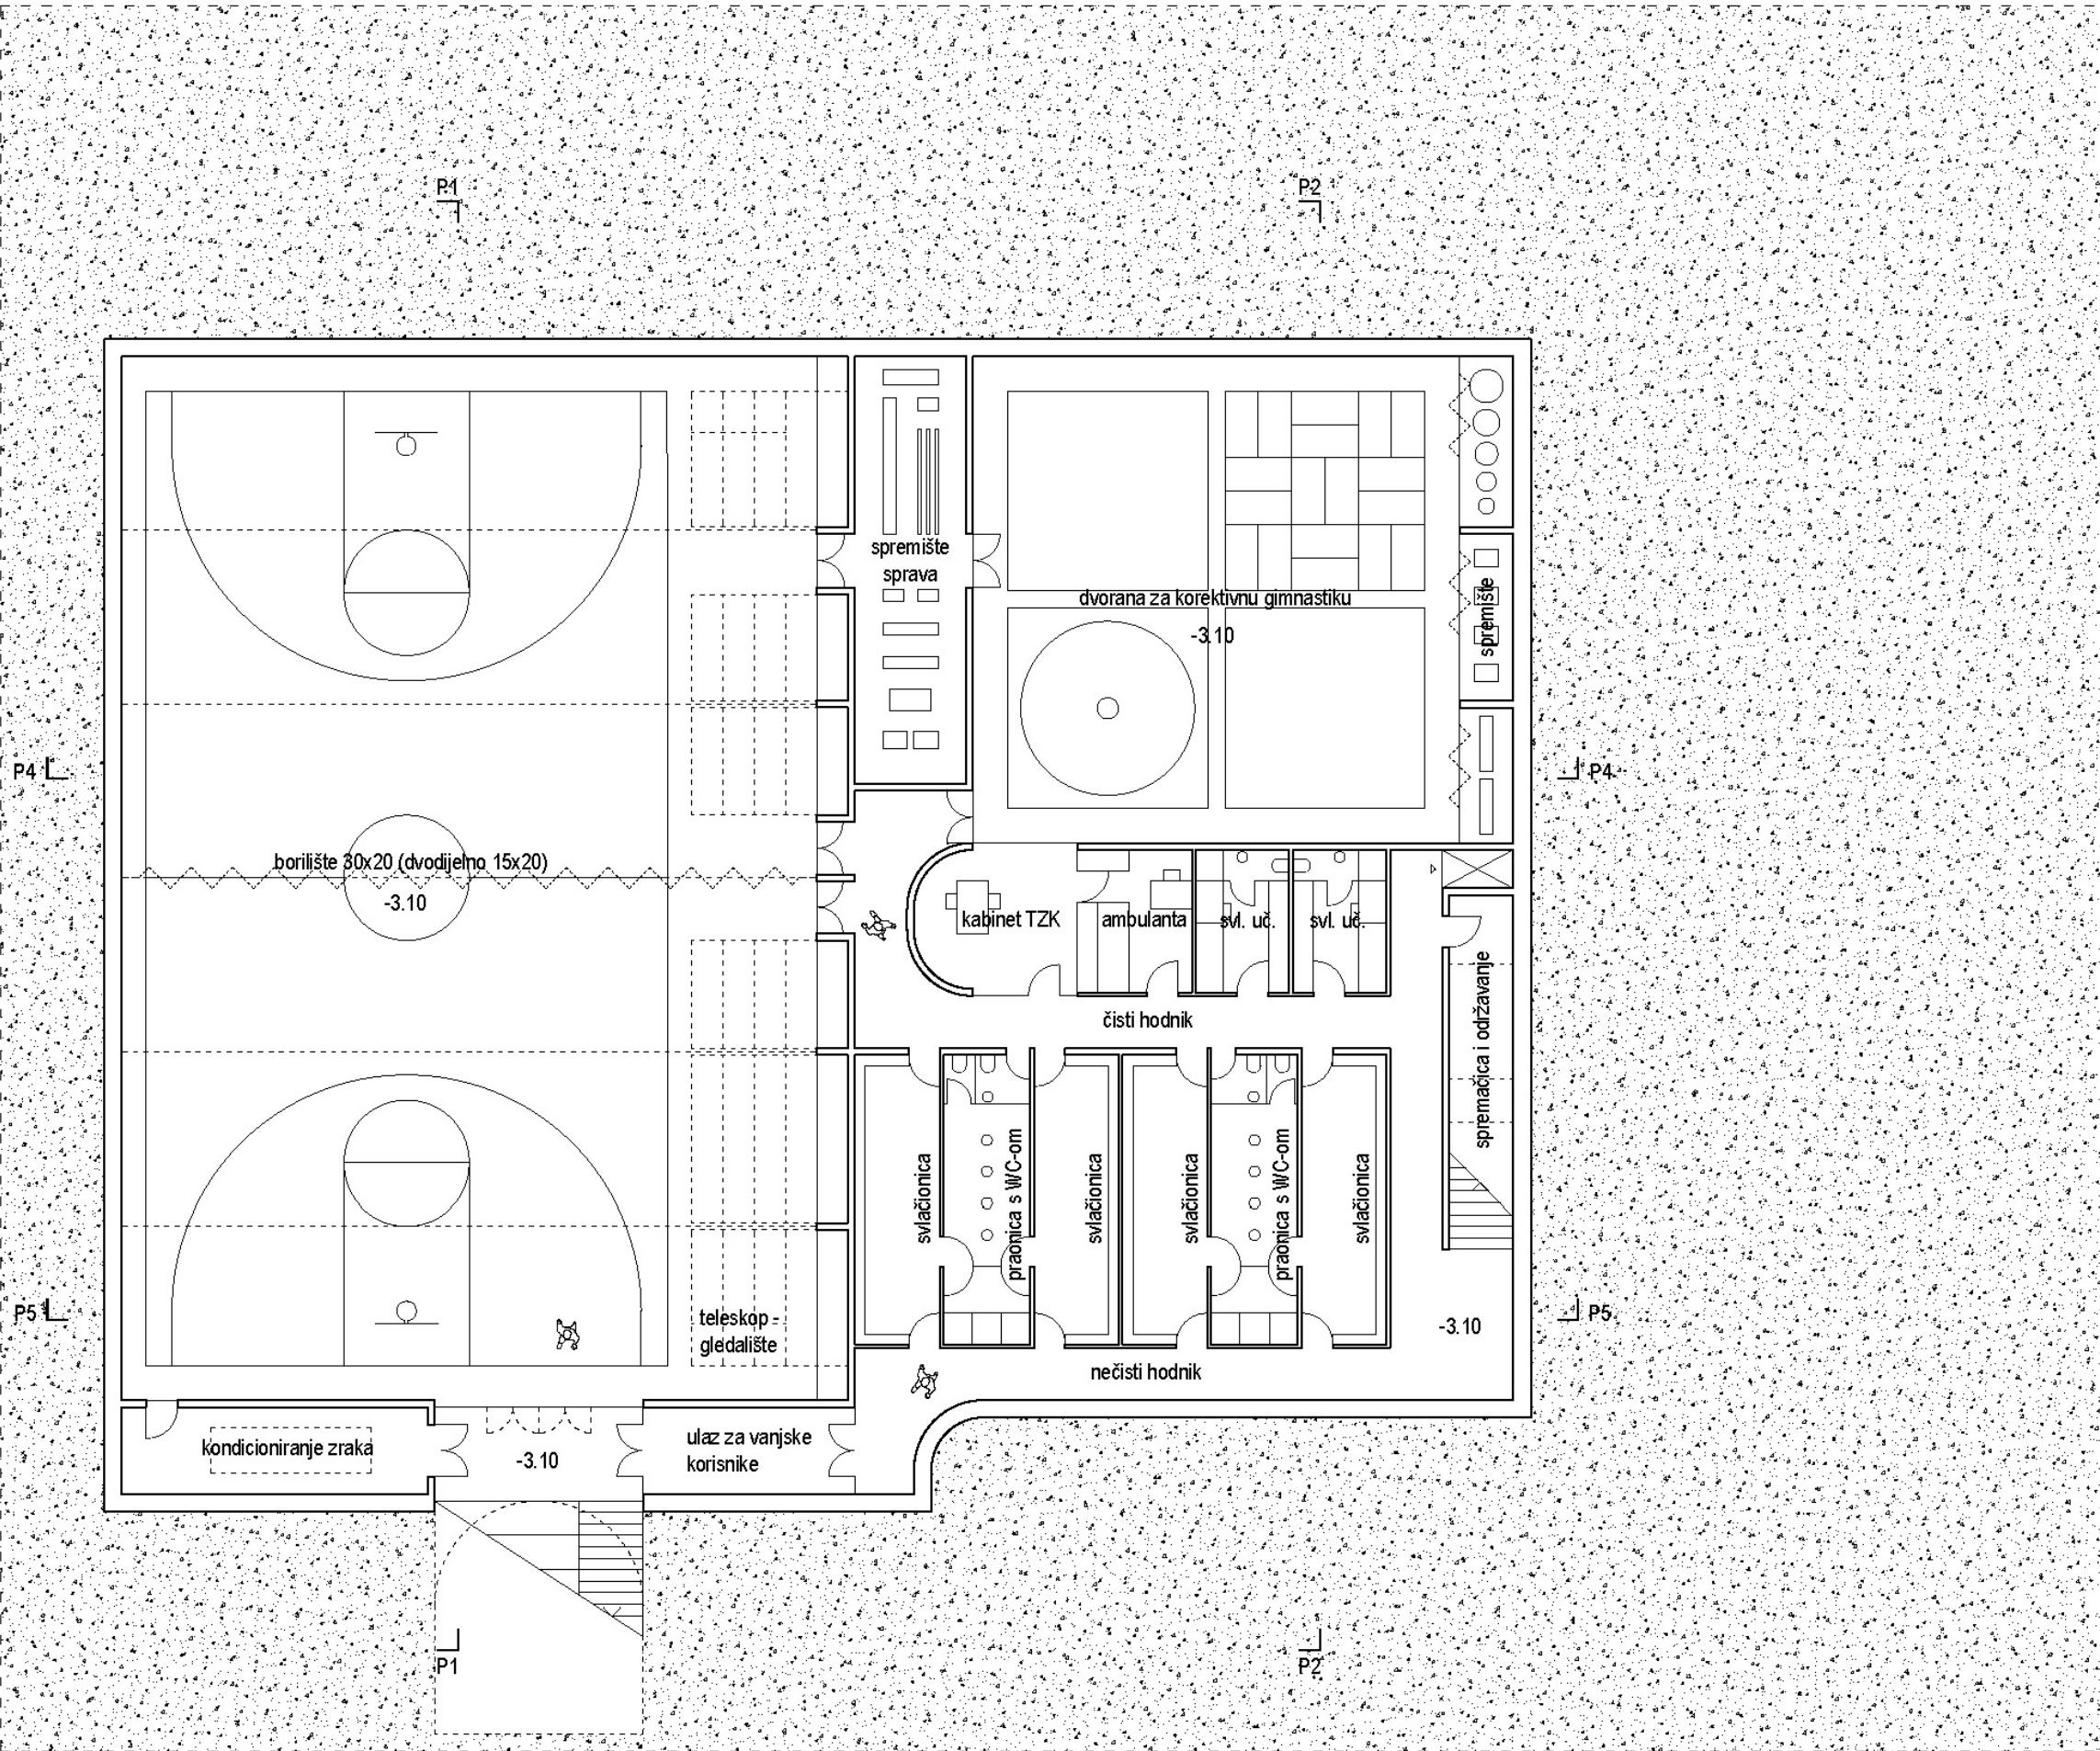 P1
P2
spremište
sprava
dvorana za korektivnu gimnastiku
-3.10
spremište
P4
P4
borilište 30x20 (dvodijelno 15x20)
-3.10
kabinet TZK
ambulanta
svl. uč.
svl. uč.
čisti hodnik
spremačica i održavanje
svlačionica
praonica s WC-om
svlačionica
svlačionica
praonica s WC-om
svlačionica
P5
teleskop -
gledalište
-3.10
P5
nečisti hodnik
kondicioniranje zraka
-3.10
ulaz za vanjske
korisnike
P1
P2